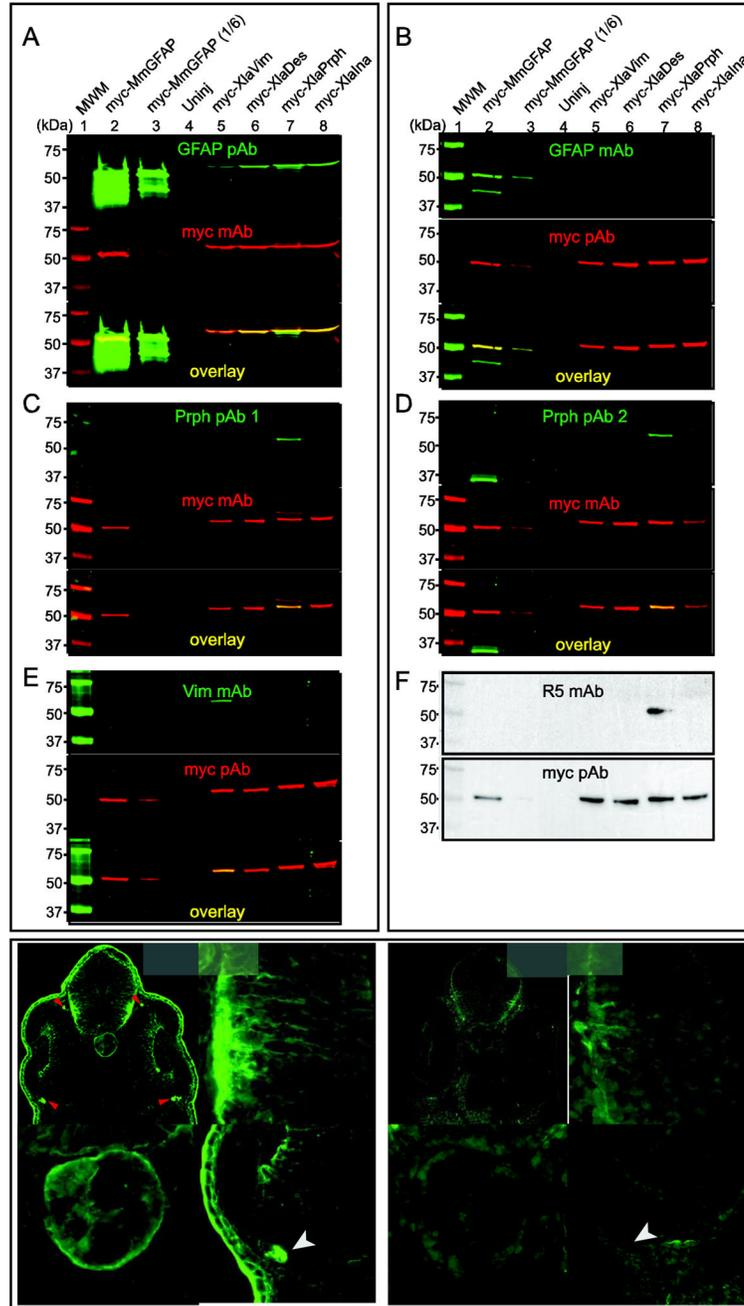 A
MWM
myc-MmGFAP
myc-MmGFAP (1/6)
Uninj
myc-XlaVim
myc-XlaDes
myc-XlaPrph
myc-XlaIna
(kDa) 1 2 3 4 5 6 7 8
GFAP pAb
75
50
37
myc mAb
75
50
37
75
50
37
overlay
B
MWM
myc-MmGFAP
myc-MmGFAP (1/6)
Uninj
myc-XlaVim
myc-XlaDes
myc-XlaPrph
myc-XlaIna
(kDa) 1 2 3 4 5 6 7 8
GFAP mAb
75
50
37
myc pAb
75
50
37
75
50
37
overlay
C
Prph pAb 1
75
50
37
myc mAb
75
50
37
75
50
37
overlay
D
Prph pAb 2
75
50
37
myc mAb
75
50
37
75
50
37
overlay
E
Vim mAb
75
50
37
myc pAb
75
50
37
75
50
37
overlay
F
R5 mAb
75
50
37
myc pAb
75
50
37